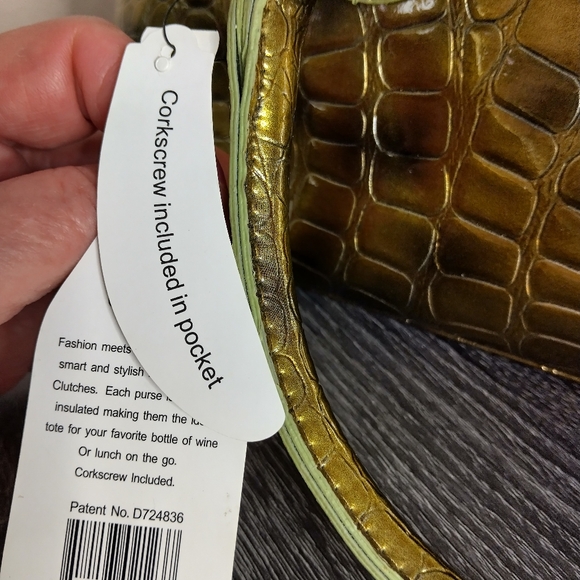 Corkscrew included in pocket
Fashion meets
smart and stylish
Clutches. Each purse
insulated making them the
tote for your favorite bottle of wine
Or lunch on the go.
Corkscrew Included.
Patent No. D724836